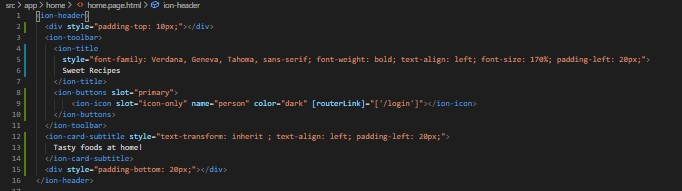 src > app > home > home.page.html > ion-header
1 <ion-header>
2 <div style="padding-top: 10px;"></div>
3 <ion-toolbar>
4 <ion-title
5 style="font-family: Verdana, Geneva, Tahoma, sans-serif; font-weight: bold; text-align: left; font-size: 170%; padding-left: 20px;">
6 Sweet Recipes
7 </ion-title>
8 <ion-buttons slot="primary">
9 <ion-icon slot="icon-only" name="person" color="dark" [routerLink]="['/login']"></ion-icon>
10 </ion-buttons>
11 </ion-toolbar>
12 <ion-card-subtitle style="text-transform: inherit ; text-align: left; padding-left: 20px;">
13 Tasty foods at home!
14 </ion-card-subtitle>
15 <div style="padding-bottom: 20px;"></div>
16 </ion-header>
17